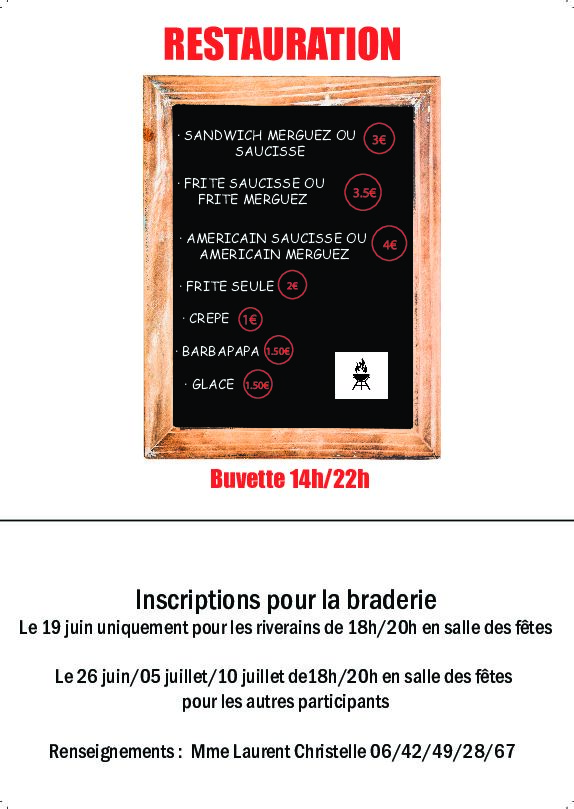 RESTAURATION
· SANDWICH MERGUEZ OU
SAUCISSE
3€
· FRITE SAUCISSE OU
FRITE MERGUEZ
3.5€
· AMERICAIN SAUCISSE OU
AMERICAIN MERGUEZ
4€
· FRITE SEULE 2€
· CREPE 1€
· BARBAPAPA 1.50€
· GLACE 1.50€
Buvette 14h/22h
Inscriptions pour la braderie
Le 19 juin uniquement pour les riverains de 18h/20h en salle des fêtes
Le 26 juin/05 juillet/10 juillet de18h/20h en salle des fêtes
pour les autres participants
Renseignements : Mme Laurent Christelle 06/42/49/28/67